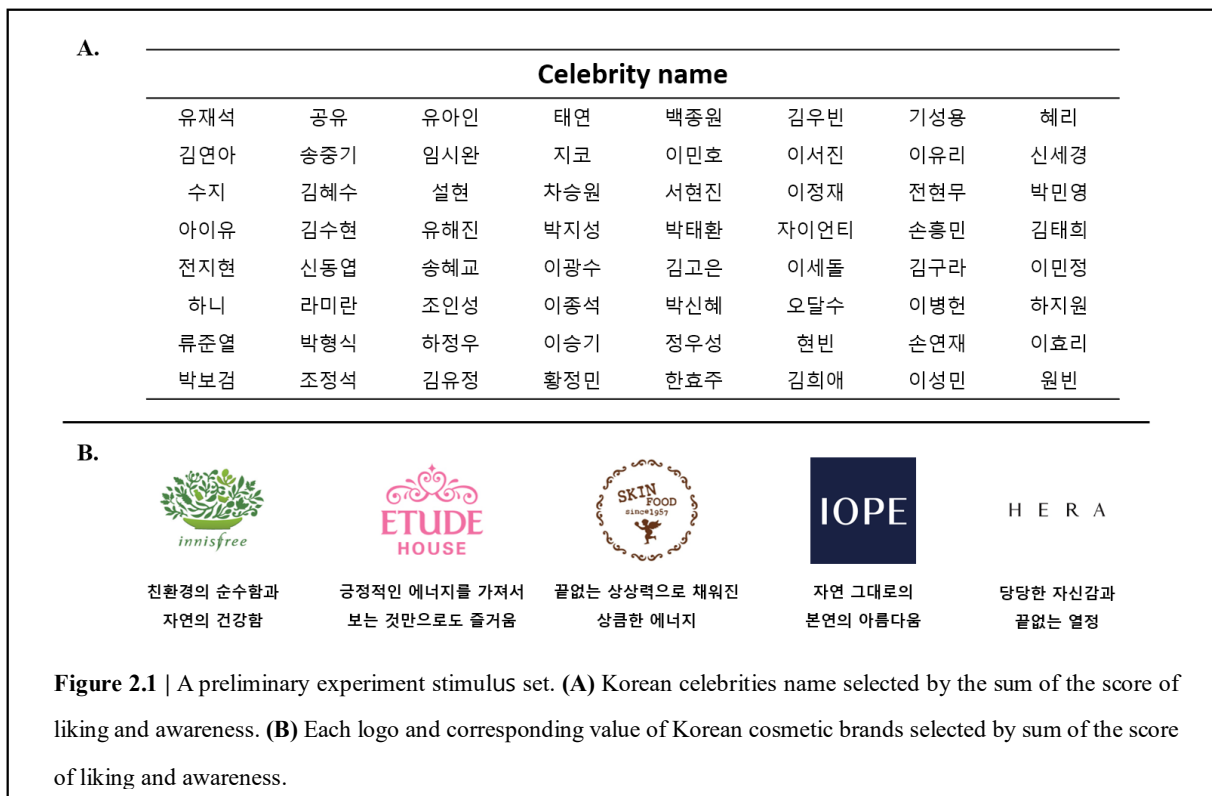 A.
Celebrity name
유재석 공유 유아인 태연 백종원 김우빈 기성용 혜리
김연아 송중기 임시완 지코 이민호 이서진 이유리 신세경
수지 김혜수 설현 차승원 서현진 이정재 전현무 박민영
아이유 김수현 유해진 박지성 박태환 자이언티 손흥민 김태희
전지현 신동엽 송혜교 이광수 김고은 이세돌 김구라 이민정
하니 라미란 조인성 이종석 박신혜 오달수 이병헌 하지원
류준열 박형식 하정우 이승기 정우성 현빈 손연재 이효리
박보검 조정석 김유정 황정민 한효주 김희애 이성민 원빈
B.
innisfree
친환경의 순수함과
자연의 건강함
ETUDE
HOUSE
긍정적인 에너지를 가져서
보는 것만으로도 즐거움
SKIN
FOOD
since1957
끝없는 상상력으로 채워진
상큼한 에너지
IOPE
자연 그대로의
본연의 아름다움
HERA
당당한 자신감과
끝없는 열정
Figure 2.1 | A preliminary experiment stimulus set. (A) Korean celebrities name selected by the sum of the score of
liking and awareness. (B) Each logo and corresponding value of Korean cosmetic brands selected by sum of the score
of liking and awareness.